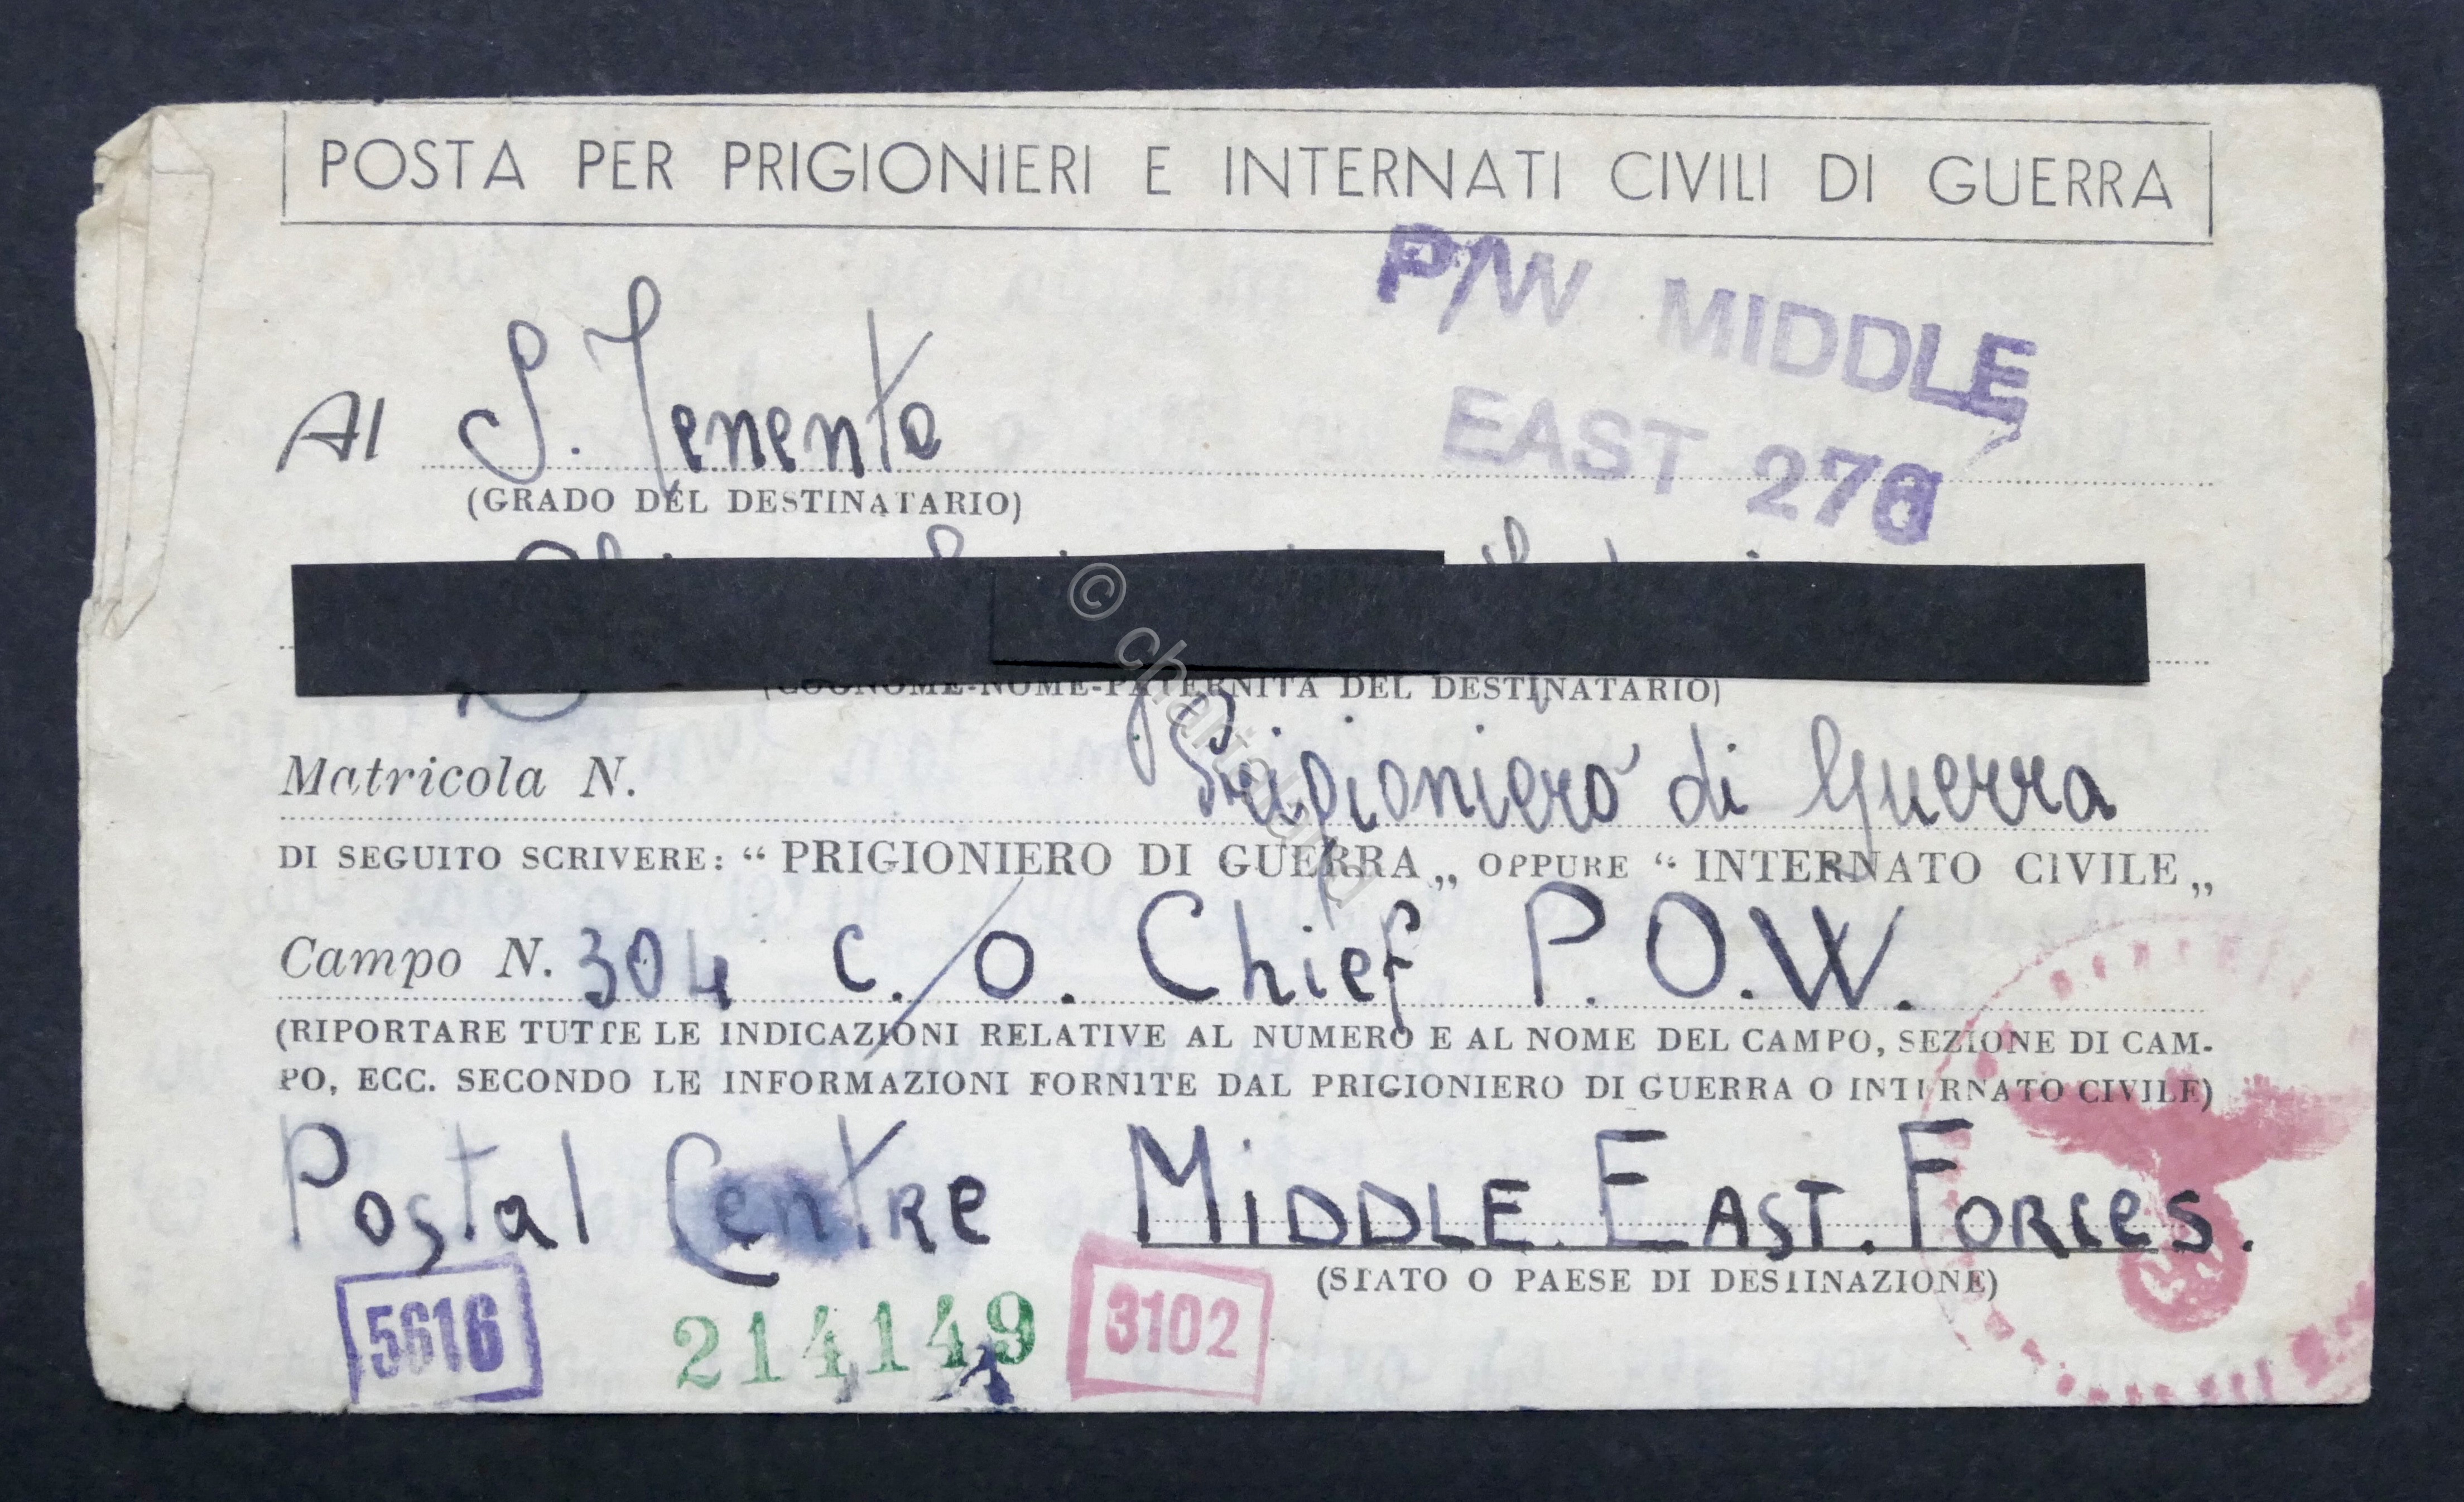 POSTA PER PRIGIONIERI E INTERNATI CIVILI DI GUERRA
P/W MIDDLE
EAST
Al S. Tenente
(GRADO DEL DESTINATARIO)
© chartaland
(COGNOME-NOME-PATERNITÀ DEL DESTINATARIO)
Matricola N. Prigioniero di Guerra
DI SEGUITO SCRIVERE: “ PRIGIONIERO DI GUERRA „ OPPURE “ INTERNATO CIVILE „
Campo N. 304 C./O. Chief P.O.W.
(RIPORTARE TUTTE LE INDICAZIONI RELATIVE AL NUMERO E AL NOME DEL CAMPO, SEZIONE DI CAM-
PO, ECC. SECONDO LE INFORMAZIONI FORNITE DAL PRIGIONIERO DI GUERRA O INTERNATO CIVILE)
Postal Centre MIDDLE. EAST. FORCES.
(STATO O PAESE DI DESTINAZIONE)
5616 214149 3102